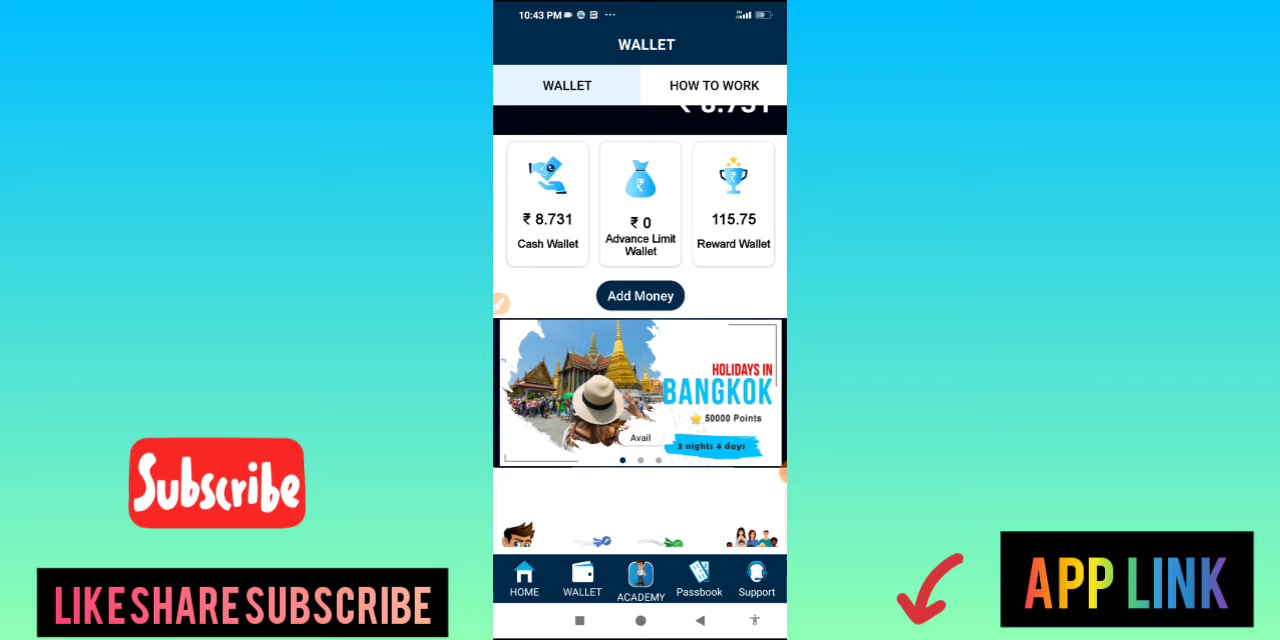 10:43 PM
WALLET
WALLET
HOW TO WORK
₹ 8.731
₹ 8.731
Cash Wallet
₹ 0
Advance Limit
Wallet
115.75
Reward Wallet
Add Money
HOLIDAYS IN
BANGKOK
50000 Points
Avail
3 nights 4 days
HOME
WALLET
ACADEMY
Passbook
Support
Subscribe
LIKE SHARE SUBSCRIBE
APP LINK